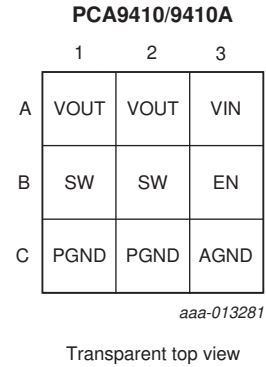 PCA9410/9410A
1 2 3
A VOUT VOUT VIN
B SW SW EN
C PGND PGND AGND
aaa-013281
Transparent top view